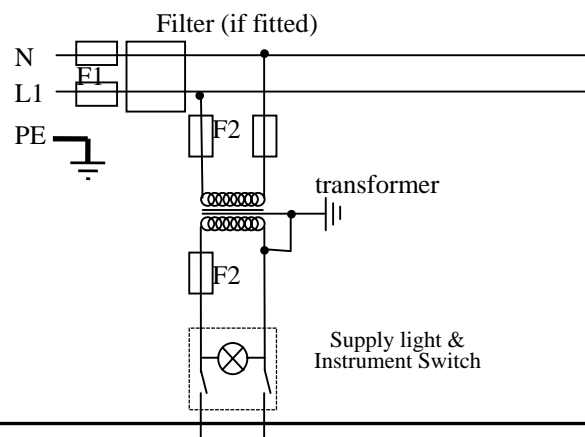 Filter (if fitted)
N
F1
L1
F2
PE
transformer
F2
Supply light &
Instrument Switch